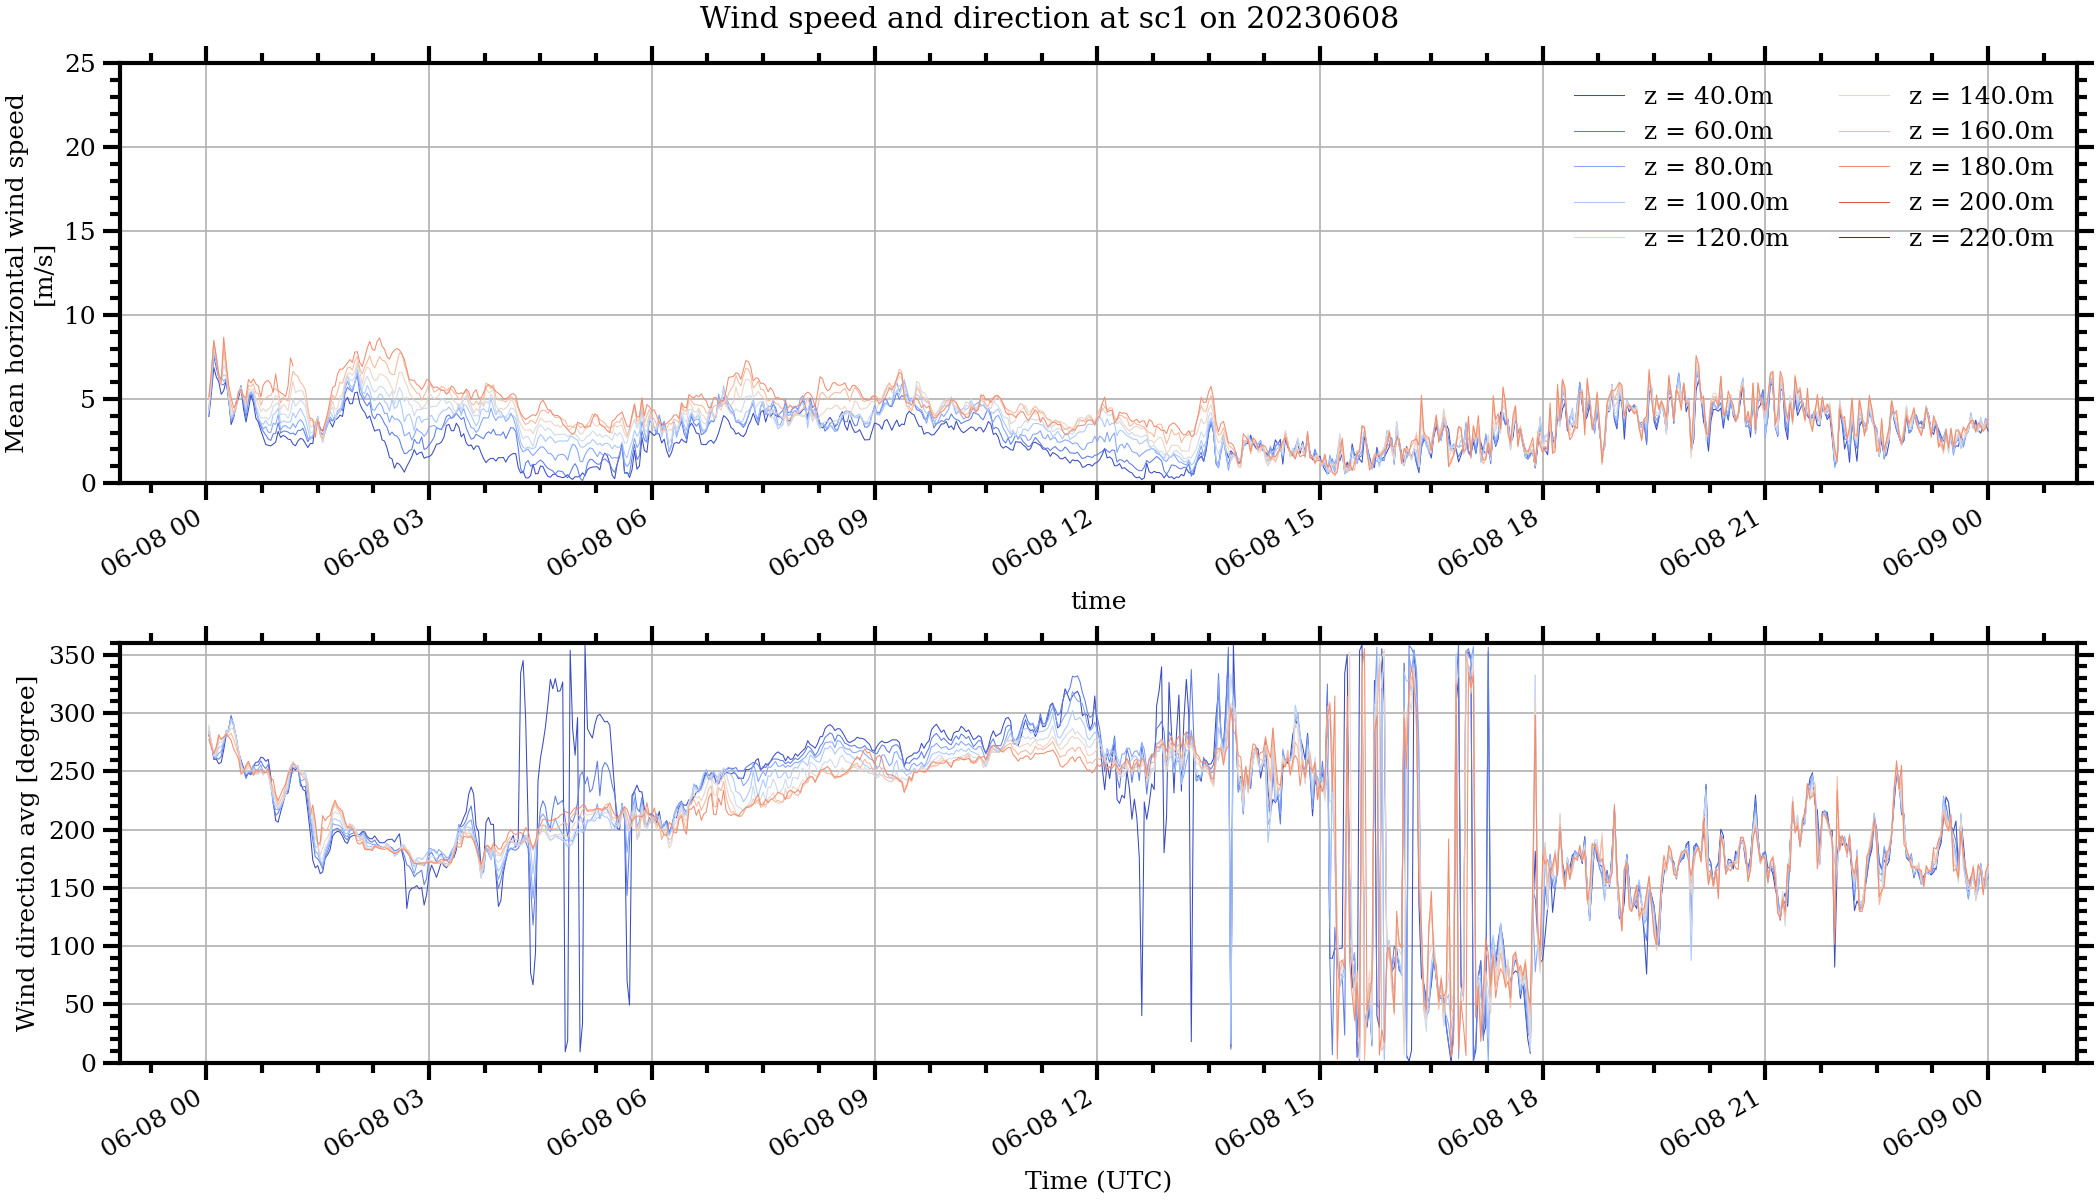 Wind speed and direction at sc1 on 20230608
Mean horizontal wind speed
[m/s]
25
20
15
10
5
0
z = 40.0m
z = 60.0m
z = 80.0m
z = 100.0m
z = 120.0m
z = 140.0m
z = 160.0m
z = 180.0m
z = 200.0m
z = 220.0m
06-08 00
06-08 03
06-08 06
06-08 09
06-08 12
06-08 15
06-08 18
06-08 21
06-09 00
time
Wind direction avg [degree]
350
300
250
200
150
100
50
0
06-08 00
06-08 03
06-08 06
06-08 09
06-08 12
06-08 15
06-08 18
06-08 21
06-09 00
Time (UTC)